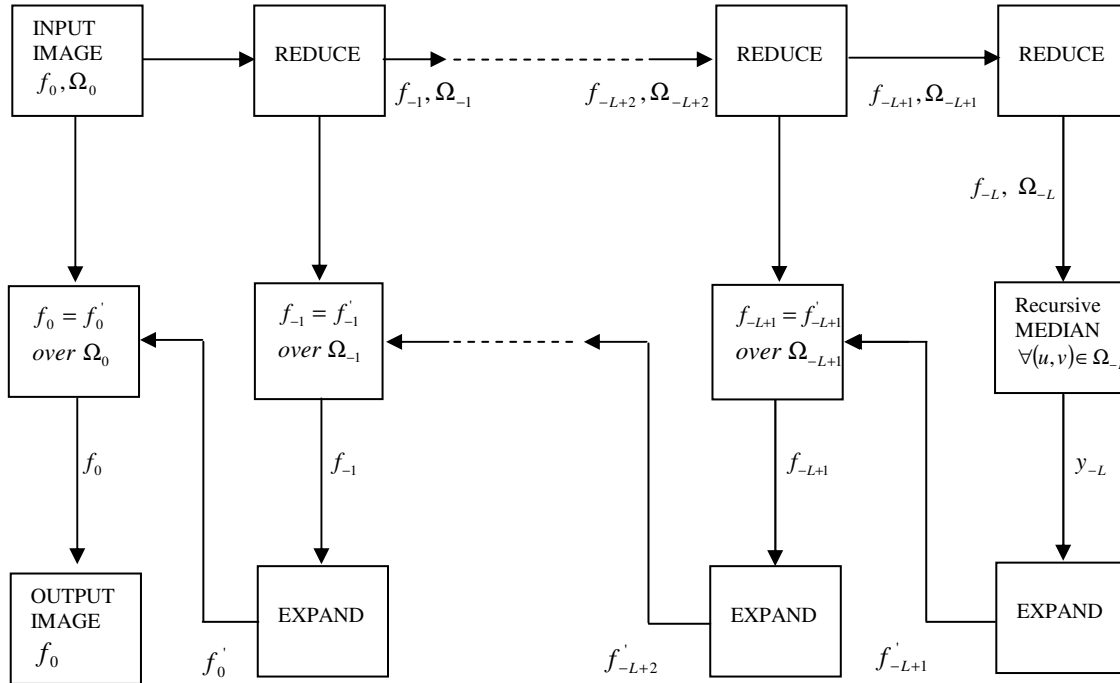 INPUT
IMAGE
f₀, Ω₀
REDUCE
f₋₁, Ω₋₁
f₋L₊₂, Ω₋L₊₂
REDUCE
f₋L₊₁, Ω₋L₊₁
REDUCE
f₋L, Ω₋L
f₀ = f₀'
over Ω₀
f₋₁ = f₋₁'
over Ω₋₁
f₋L₊₁ = f₋L₊₁'
over Ω₋L₊₁
Recursive
MEDIAN
∀(u, v) ∈ Ω₋L
f₀
f₋₁
f₋L₊₁
y₋L
OUTPUT
IMAGE
f₀
f₀'
EXPAND
f₋L₊₂'
EXPAND
f₋L₊₁'
EXPAND